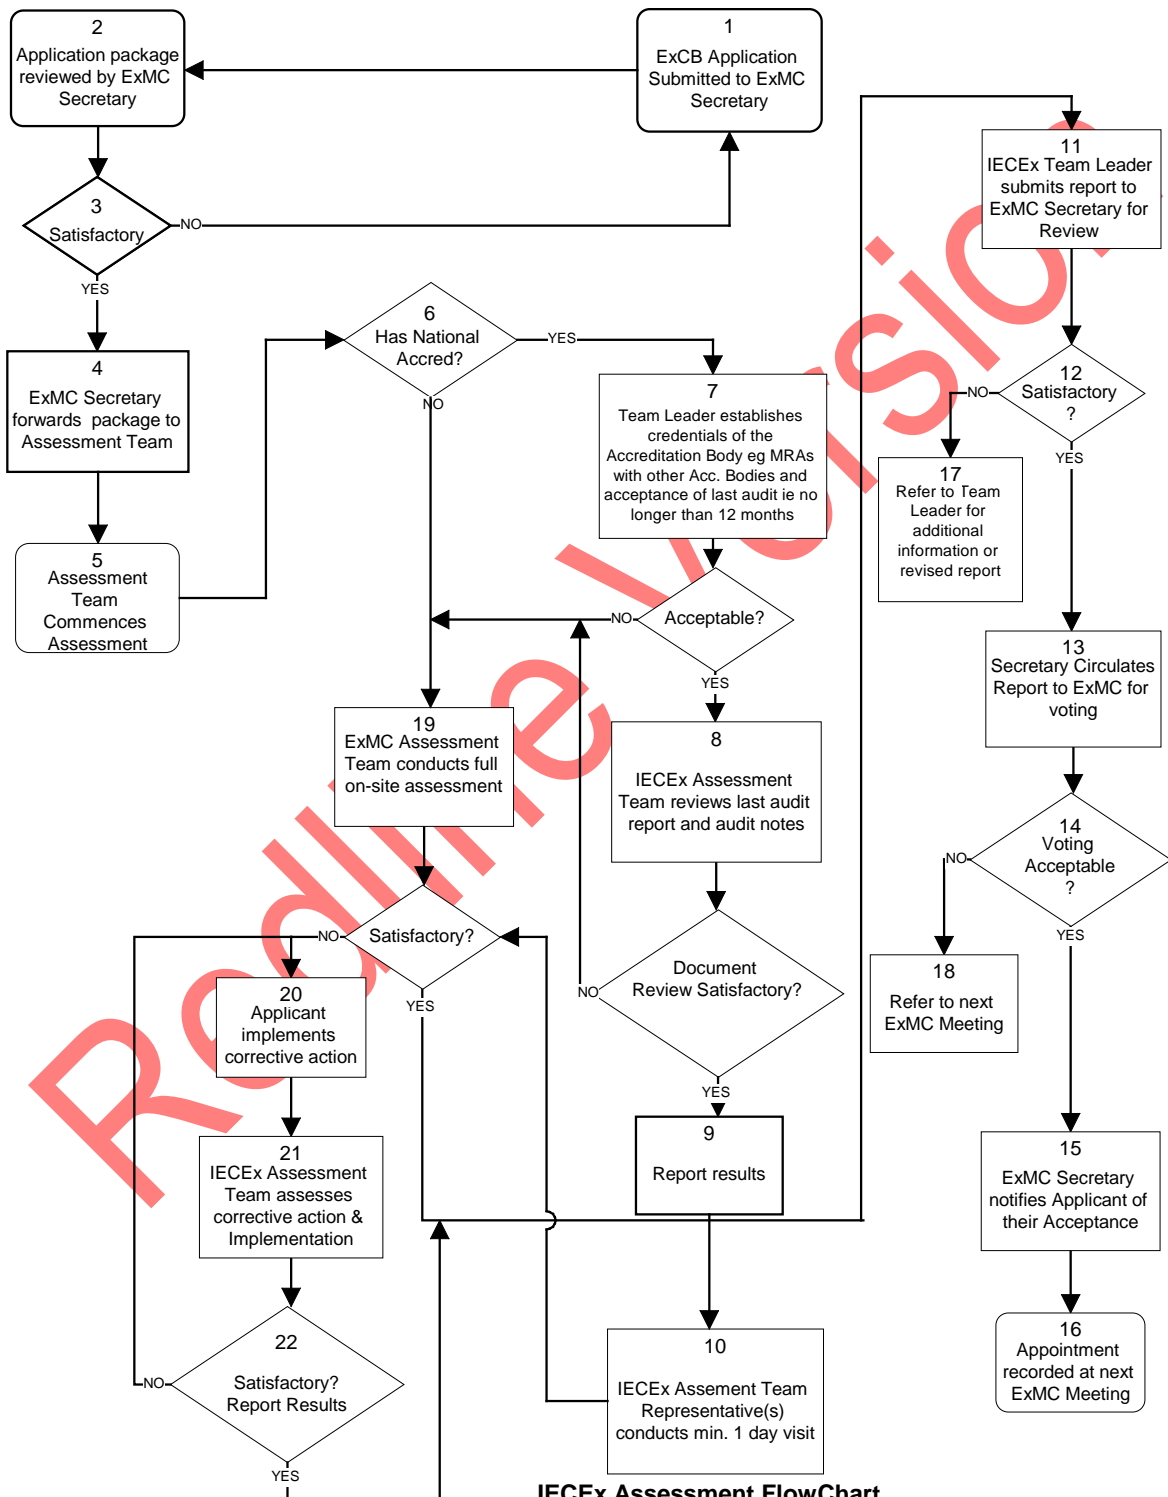 1
ExCB Application
Submitted to ExMC
Secretary
2
Application package
reviewed by ExMC
Secretary
3
Satisfactory
NO
YES
4
ExMC Secretary
forwards package to
Assessment Team
5
Assessment
Team
Commences
Assessment
6
Has National
Accred?
YES
NO
7
Team Leader establishes
credentials of the
Accreditation Body eg MRAs
with other Acc. Bodies and
acceptance of last audit ie no
longer than 12 months
Acceptable?
NO
YES
8
IECEx Assessment
Team reviews last audit
report and audit notes
Document
Review Satisfactory?
NO
YES
9
Report results
10
IECEx Assement Team
Representative(s)
conducts min. 1 day visit
11
IECEx Team Leader
submits report to
ExMC Secretary for
Review
12
Satisfactory
?
NO
YES
17
Refer to Team
Leader for
additional
information or
revised report
13
Secretary Circulates
Report to ExMC for
voting
14
Voting
Acceptable
?
NO
YES
18
Refer to next
ExMC Meeting
15
ExMC Secretary
notifies Applicant of
their Acceptance
16
Appointment
recorded at next
ExMC Meeting
19
ExMC Assessment
Team conducts full
on-site assessment
Satisfactory?
NO
YES
20
Applicant
implements
corrective action
21
IECEx Assessment
Team assesses
corrective action &
Implementation
22
Satisfactory?
Report Results
NO
YES
IECEx Assessment FlowChart
Redline Version